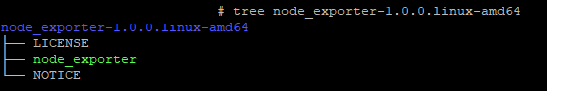 # tree node_exporter-1.0.0.linux-amd64
node_exporter-1.0.0.linux-amd64
├── LICENSE
├── node_exporter
└── NOTICE